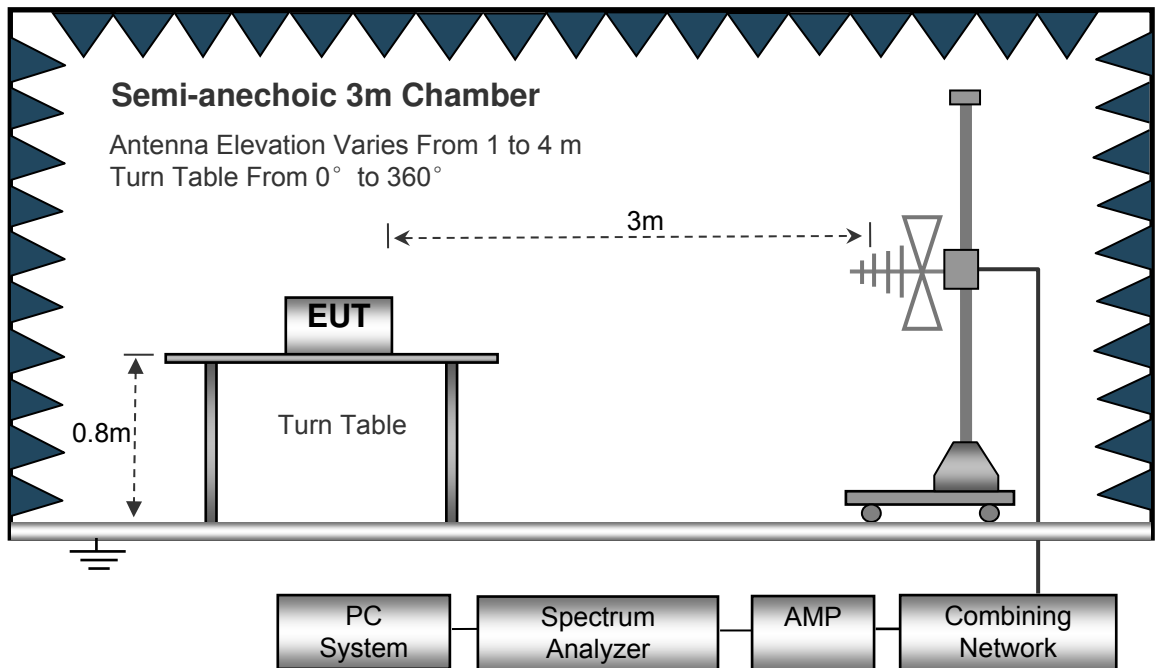 Semi-anechoic 3m Chamber
Antenna Elevation Varies From 1 to 4 m
Turn Table From 0° to 360°
3m
EUT
0.8m
Turn Table
PC
System
Spectrum
Analyzer
AMP
Combining
Network